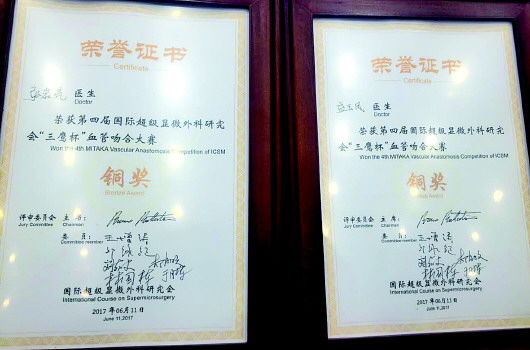 荣誉证书
Certificate
医生
Doctor
荣获第四届国际超级显微外科研究
会“三鹰杯”血管吻合大赛
Won the 4th MITAKA Vascular Anastomosis Competition of ICSM
铜奖
Bronze Award
评审委员会 主 席:
Jury Committee Chairman
委 员:
Committee member
国际超级显微外科研究会
International Course on Supermicrosurgery
2017 年06月11日
June 11,2017
荣誉证书
Certificate
医生
Doctor
荣获第四届国际超级显微外科研究
会“三鹰杯”血管吻合大赛
Won the 4th MITAKA Vascular Anastomosis Competition of ICSM
铜奖
Bronze Award
评审委员会 主 席:
Jury Committee Chairman
委 员:
Committee member
国际超级显微外科研究会
International Course on Supermicrosurgery
2017 年06月11日
June 11,2017